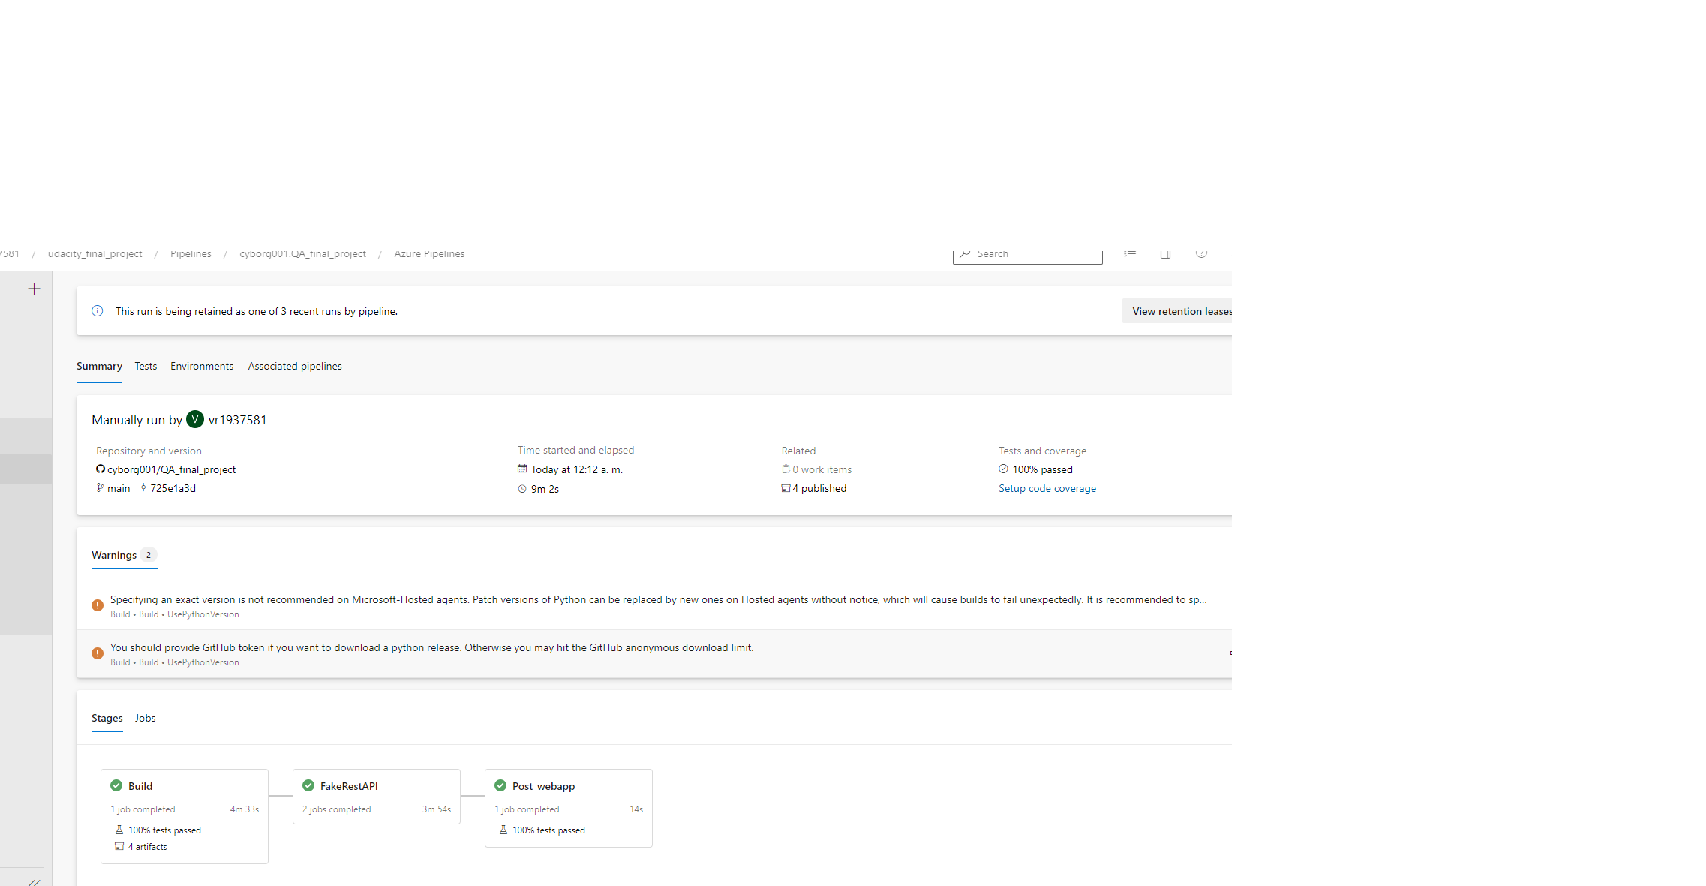 7581 / udacity_final_project / Pipelines / cyborg001.QA_final_project / Azure Pipelines
Search
This run is being retained as one of 3 recent runs by pipeline.
View retention leases
Summary Tests Environments Associated pipelines
Manually run by V vr1937581
Repository and version
cyborg001/QA_final_project
main 725e1a3d
Time started and elapsed
Today at 12:12 a. m.
9m 2s
Related
0 work items
4 published
Tests and coverage
100% passed
Setup code coverage
Warnings 2
Specifying an exact version is not recommended on Microsoft-Hosted agents. Patch versions of Python can be replaced by new ones on Hosted agents without notice, which will cause builds to fail unexpectedly. It is recommended to sp...
Build • Build • UsePythonVersion
You should provide GitHub token if you want to download a python release. Otherwise you may hit the GitHub anonymous download limit.
Build • Build • UsePythonVersion
Stages Jobs
Build
1 job completed 4m 33s
100% tests passed
4 artifacts
FakeRestAPI
2 jobs completed 3m 54s
Post webapp
1 job completed 14s
100% tests passed